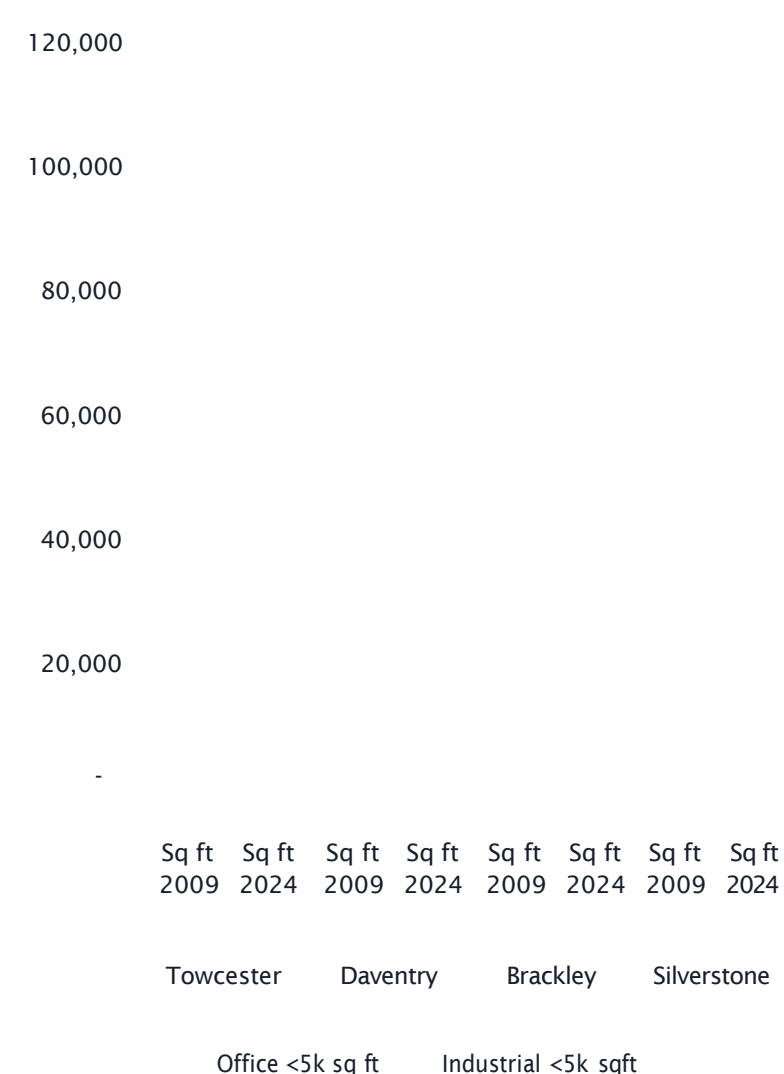 120,000
100,000
80,000
60,000
40,000
20,000
-
Sq ft Sq ft Sq ft Sq ft Sq ft Sq ft Sq ft Sq ft
2009 2024 2009 2024 2009 2024 2009 2024
Towcester Daventry Brackley Silverstone
Office <5k sq ft Industrial <5k sqft